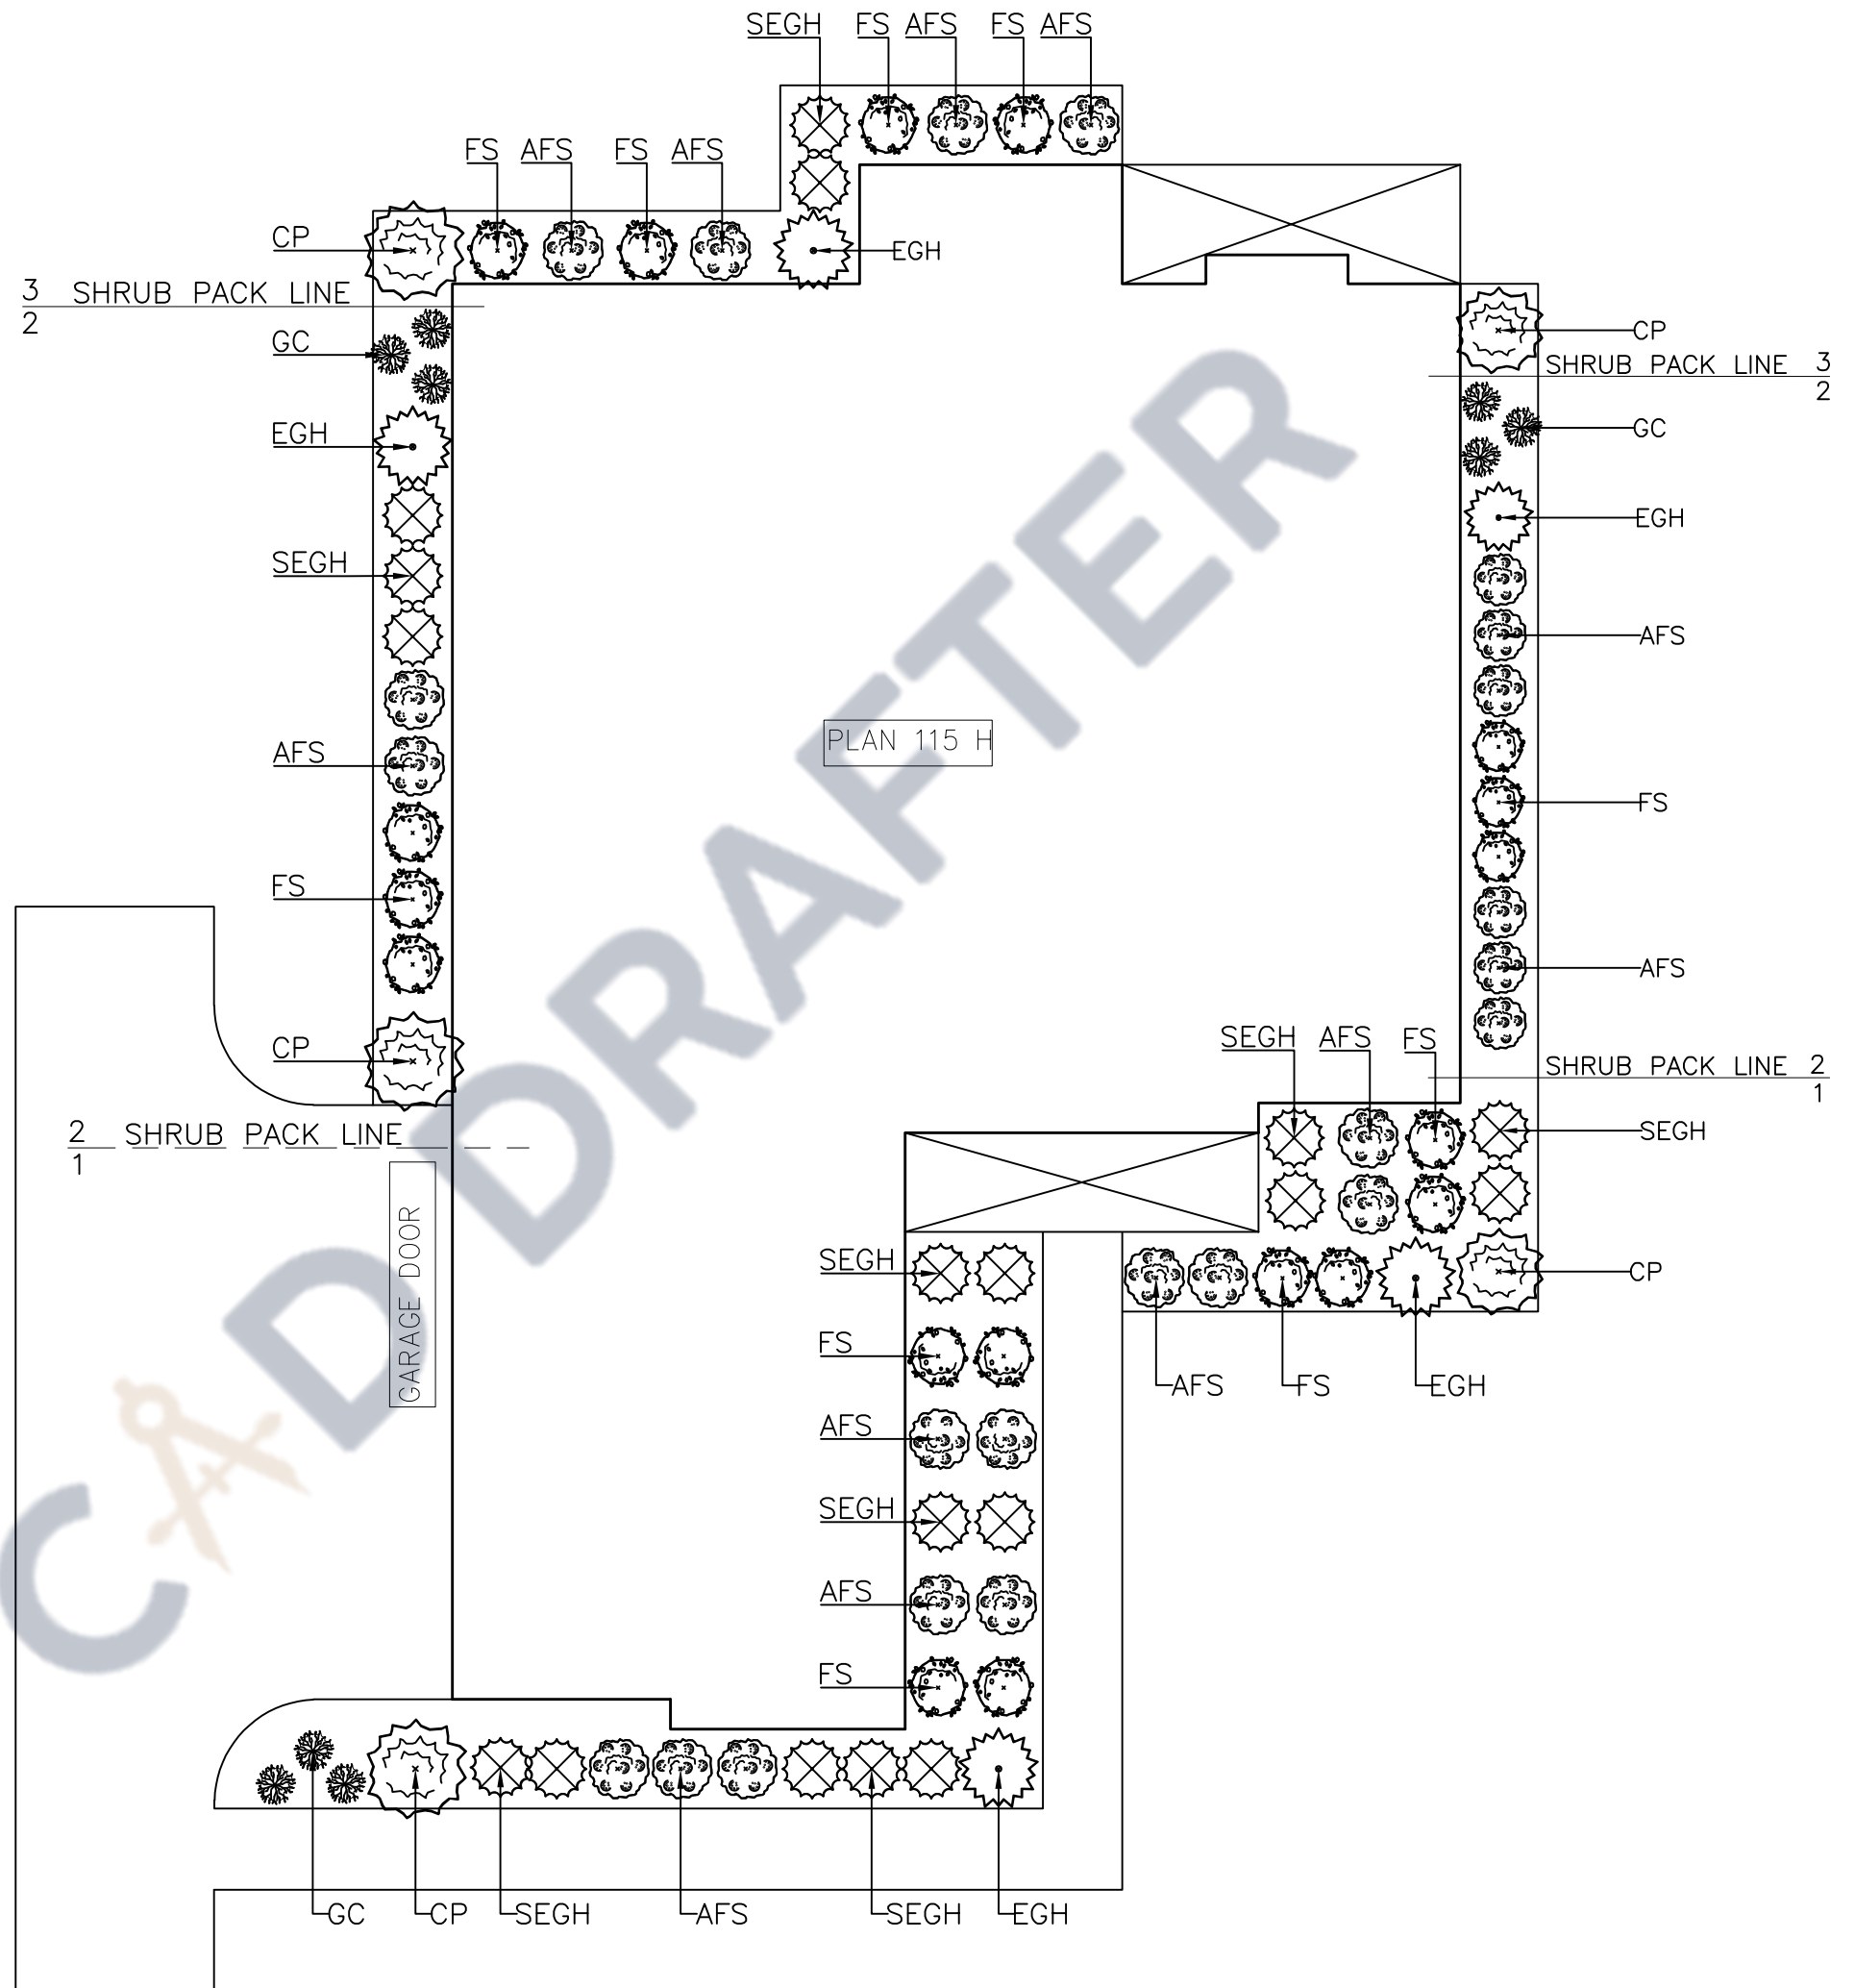 SEGH FS AFS FS AFS
FS AFS FS AFS
CP
EGH
3 SHRUB PACK LINE
2
CP
GC
SHRUB PACK LINE 3
2
GC
EGH
EGH
SEGH
AFS
PLAN 115 H
AFS
FS
FS
AFS
CP
SEGH AFS FS
SHRUB PACK LINE 2
1
2 SHRUB PACK LINE
1
SEGH
GARAGE DOOR
SEGH
CP
FS
AFS FS EGH
AFS
SEGH
AFS
FS
GC CP SEGH AFS SEGH EGH
CAD DRAFTER